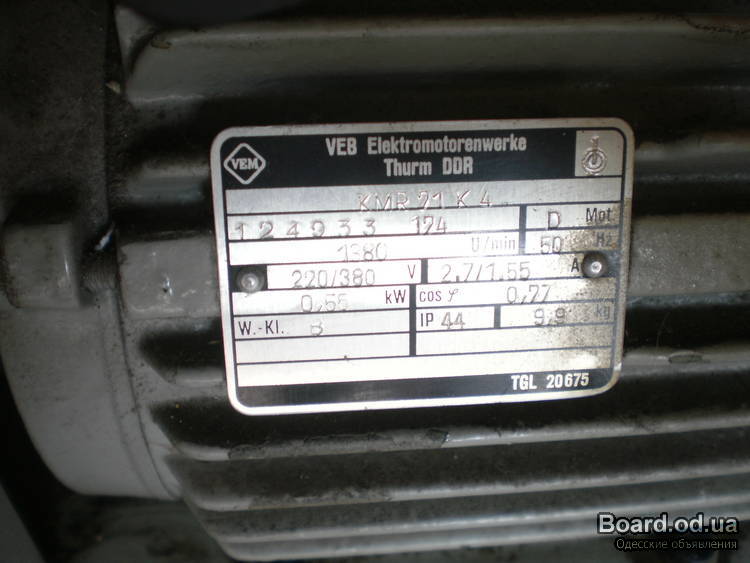 VEM
VEB Elektromotorenwerke
Thurm DDR
KMR 71 K 4
124933 174 D Mot
1380 U/min 50 Hz
220/380 V 2.7/1.55 A
0,55 kW cos φ 0,77
W.-Kl. B IP 44 9,9 kg
TGL 20675
Board.od.ua
Одесские объявления